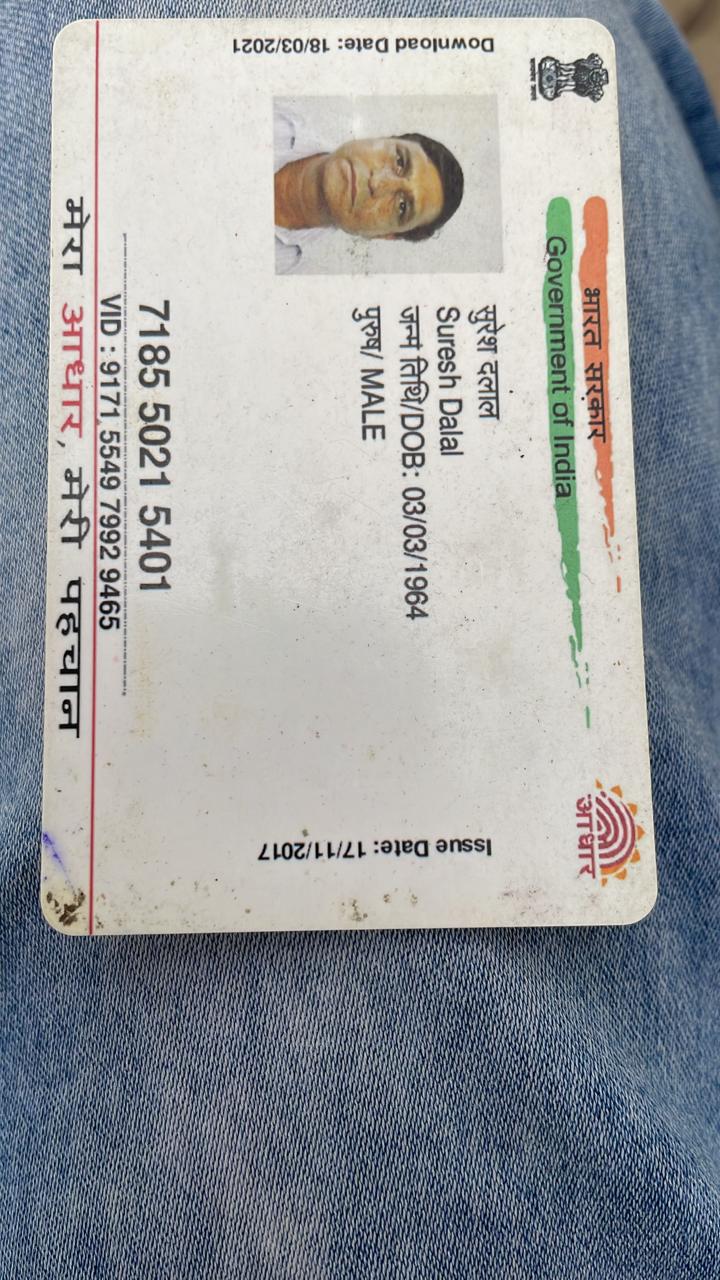 भारत सरकार
Government of India
Download Date: 18/03/2021
सुरेश दलाल
Suresh Dalal
जन्म तिथि/DOB: 03/03/1964
पुरुष/ MALE
Issue Date: 17/11/2017
7185 5021 5401
VID : 9171 5549 7992 9465
मेरा आधार, मेरी पहचान
आधार